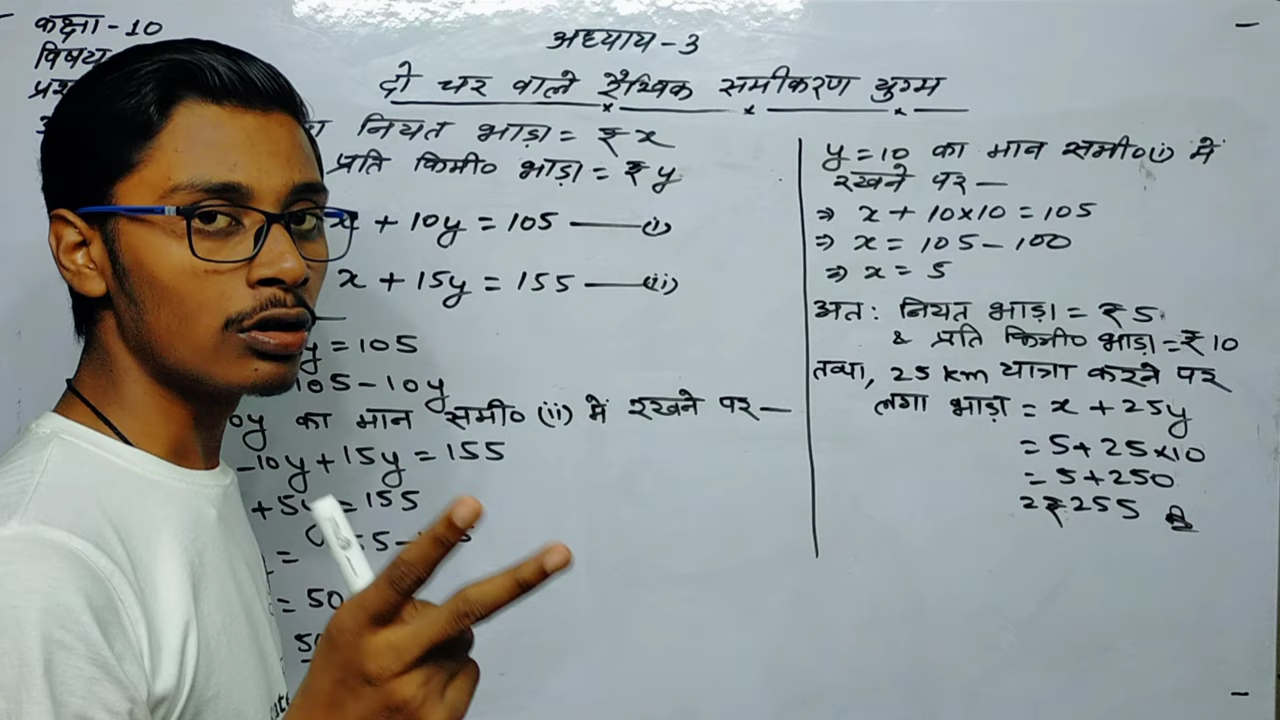 कक्षा - 10
विषय
अध्याय - 3
दो चर वाले रैखिक समीकरण युग्म
नियत भाड़ा = ₹ x
प्रति किमी० भाड़ा = ₹ y
x + 10y = 105 — (i)
x + 15y = 155 — (ii)
y = 105
105 - 10y
0y का मान समी० (ii) में रखने पर —
-10y + 15y = 155
+ 5y = 155
=
= 50
y = 10 का मान समी० (i) में
रखने पर —
⇒ x + 10×10 = 105
⇒ x = 105 - 100
⇒ x = 5
अत: नियत भाड़ा = ₹ 5
& प्रति किमी० भाड़ा = ₹ 10
तथा, 25 km यात्रा करने पर
लगा भाड़ा = x + 25y
= 5 + 25×10
= 5 + 250
= ₹ 255